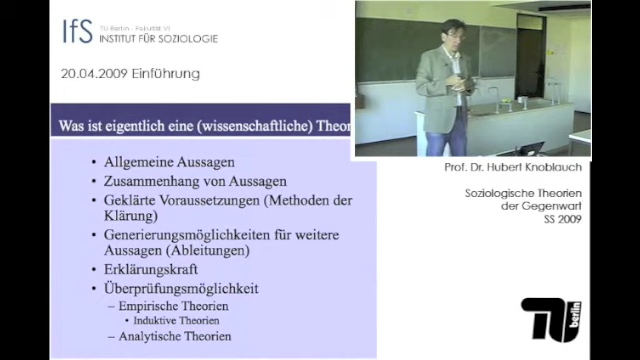 IfS
TU Berlin - Fakultät VI
INSTITUT FÜR SOZIOLOGIE
20.04.2009 Einführung
Was ist eigentlich eine (wissenschaftliche) Theor
• Allgemeine Aussagen
• Zusammenhang von Aussagen
• Geklärte Voraussetzungen (Methoden der
Klärung)
• Generierungsmöglichkeiten für weitere
Aussagen (Ableitungen)
• Erklärungskraft
• Überprüfungsmöglichkeit
– Empirische Theorien
• Induktive Theorien
– Analytische Theorien
Prof. Dr. Hubert Knoblauch
Soziologische Theorien
der Gegenwart
SS 2009
TU berlin